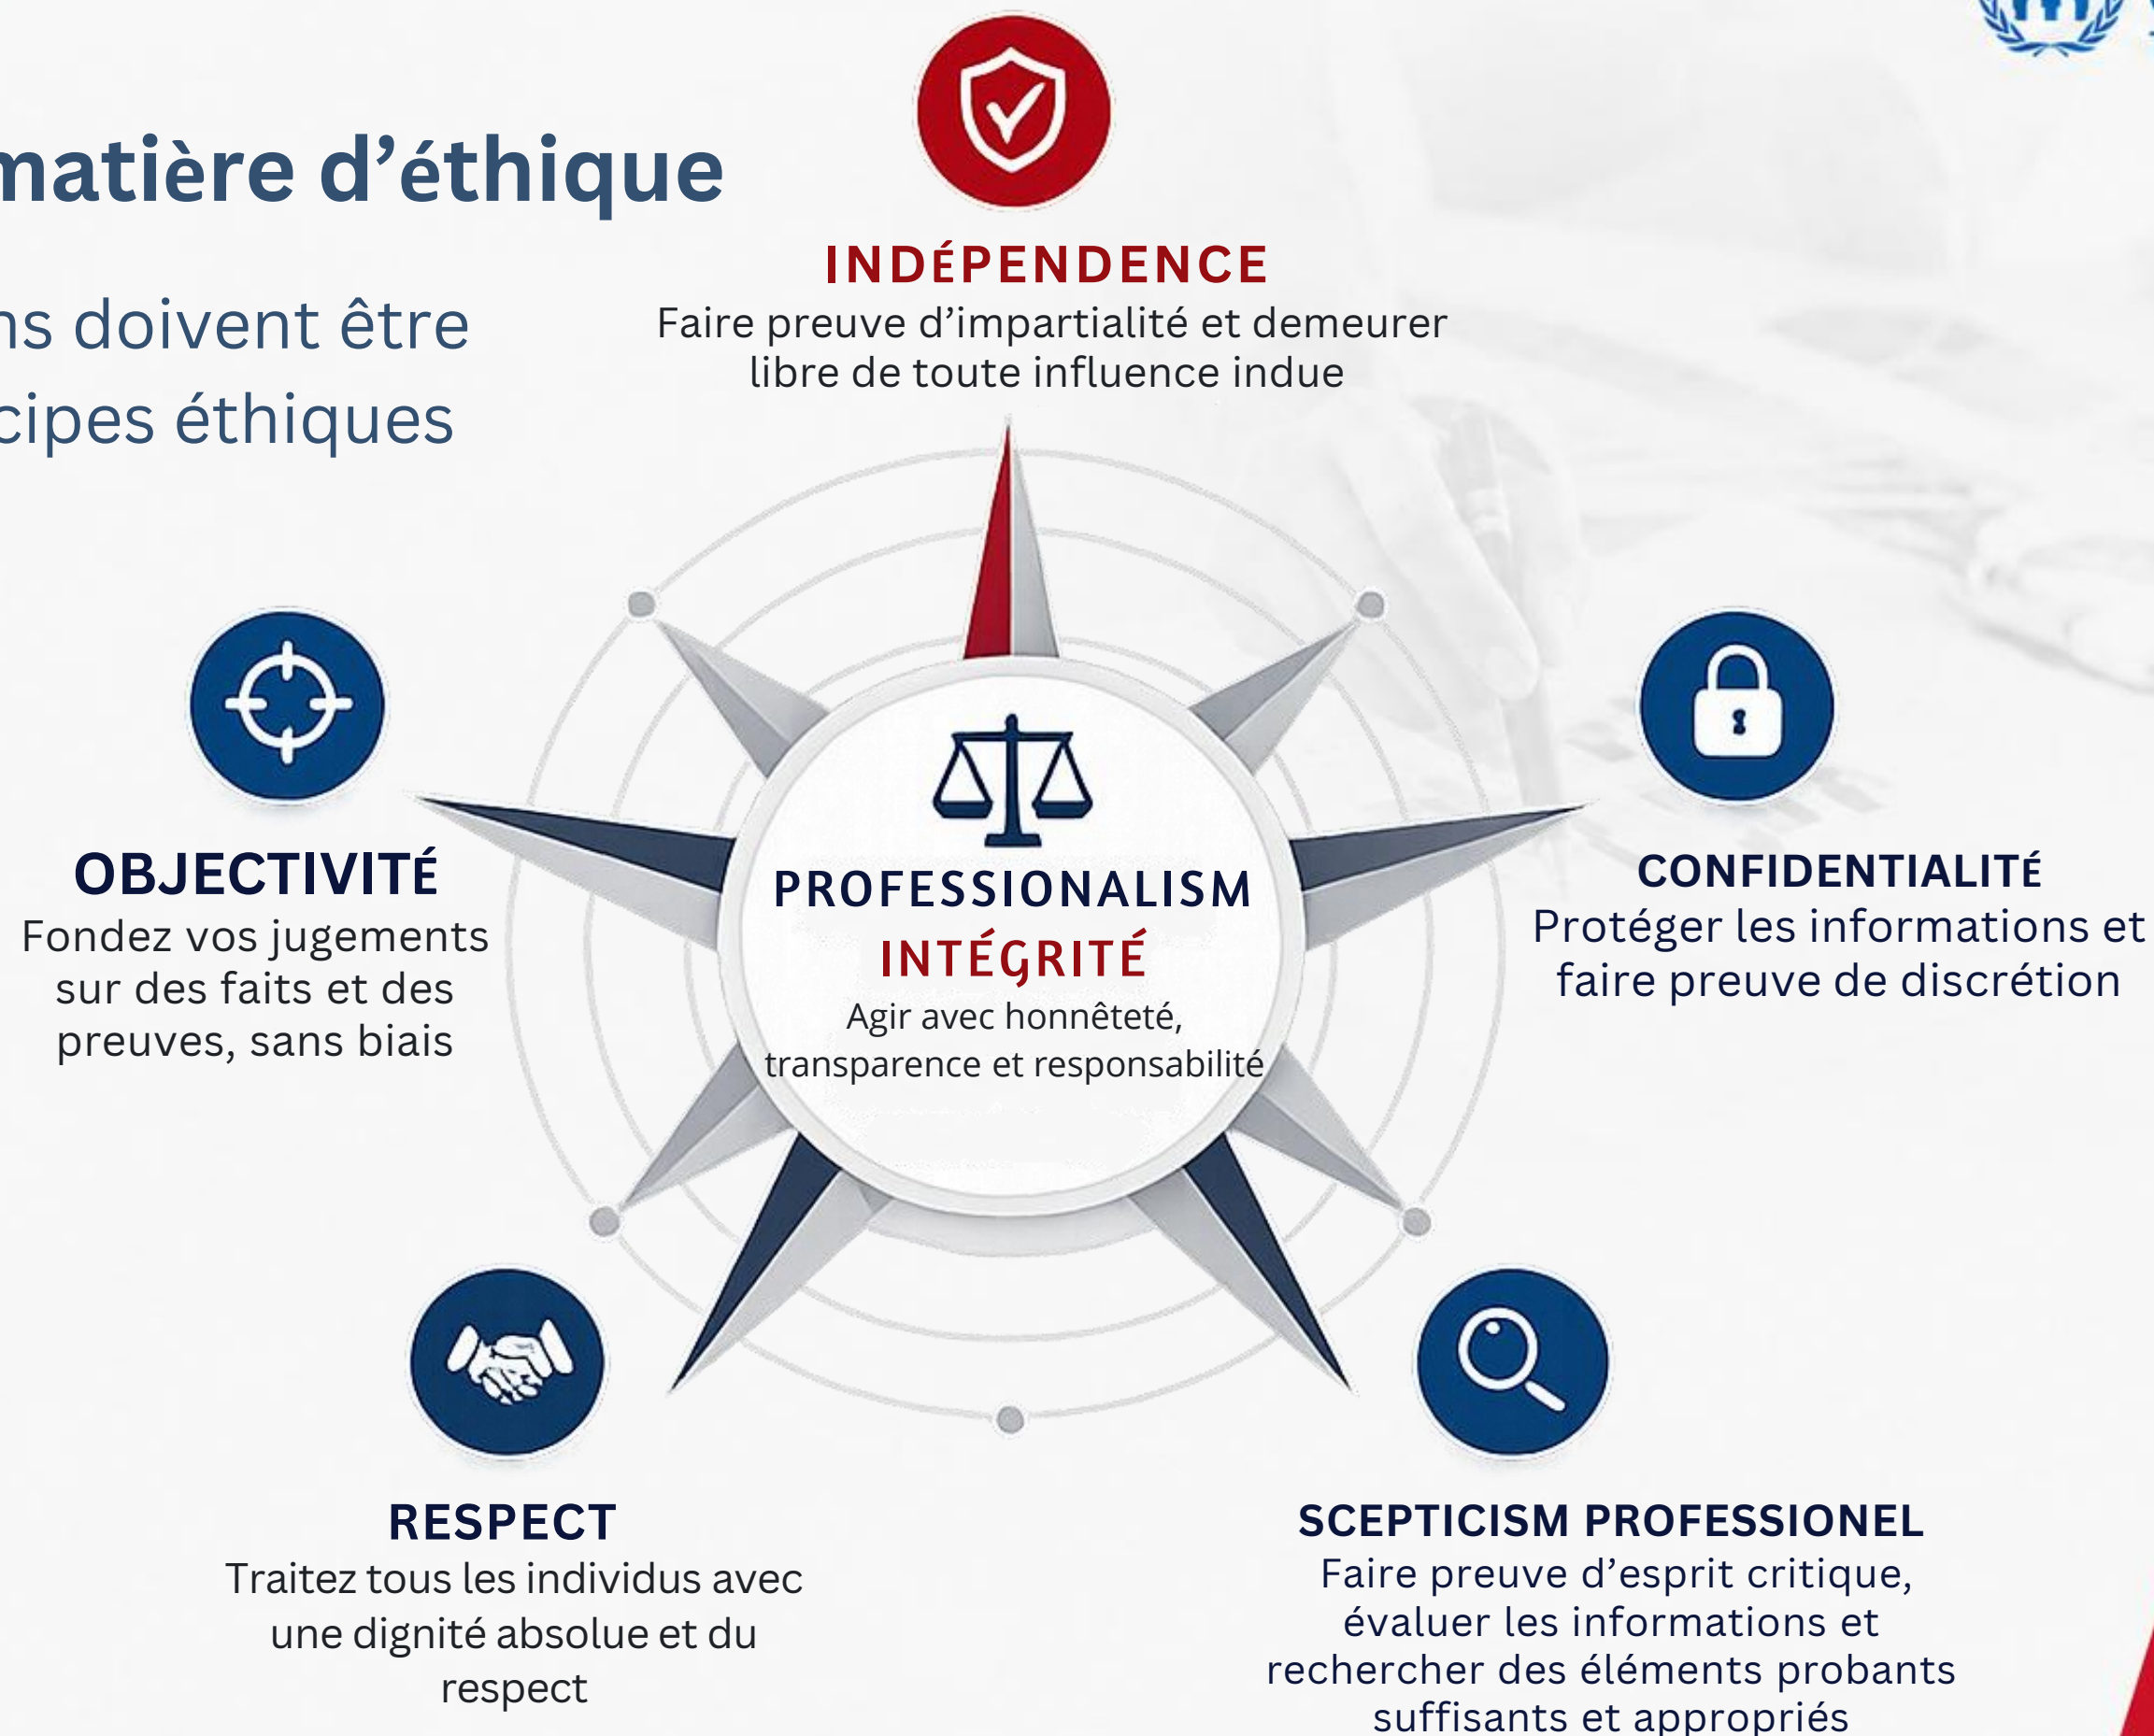 matière d'éthique
ns doivent être
cipes éthiques
INDÉPENDENCE
Faire preuve d'impartialité et demeurer
libre de toute influence indue
OBJECTIVITÉ
Fondez vos jugements
sur des faits et des
preuves, sans biais
PROFESSIONALISM
INTÉGRITÉ
Agir avec honnêteté,
transparence et responsabilité
CONFIDENTIALITÉ
Protéger les informations et
faire preuve de discrétion
RESPECT
Traitez tous les individus avec
une dignité absolue et du
respect
SCEPTICISM PROFESSIONEL
Faire preuve d'esprit critique,
évaluer les informations et
rechercher des éléments probants
suffisants et appropriés